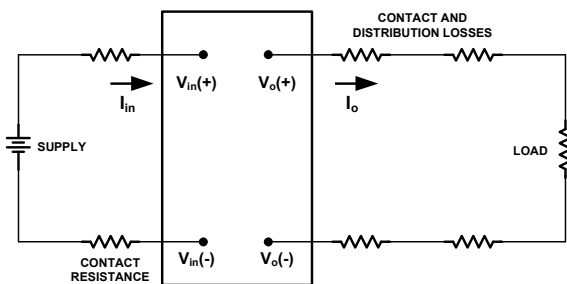 CONTACT AND
DISTRIBUTION LOSSES
Vin(+)
Vo(+)
Iin
Io
SUPPLY
LOAD
CONTACT
RESISTANCE
Vin(-)
Vo(-)